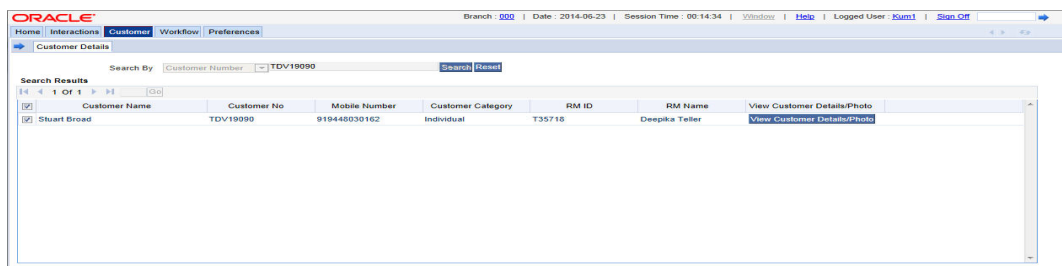 ORACLE®
Branch : 000 | Date : 2014-06-23 | Session Time : 00:14:34 | Window | Help | Logged User : Kum1 | Sign Off
Home Interactions Customer Workflow Preferences
Customer Details
Search By Customer Number TDV19090 Search Reset
Search Results
1 Of 1 Go
Customer Name Customer No Mobile Number Customer Category RM ID RM Name View Customer Details/Photo
Stuart Broad TDV19090 919448030162 Individual T35718 Deepika Teller View Customer Details/Photo